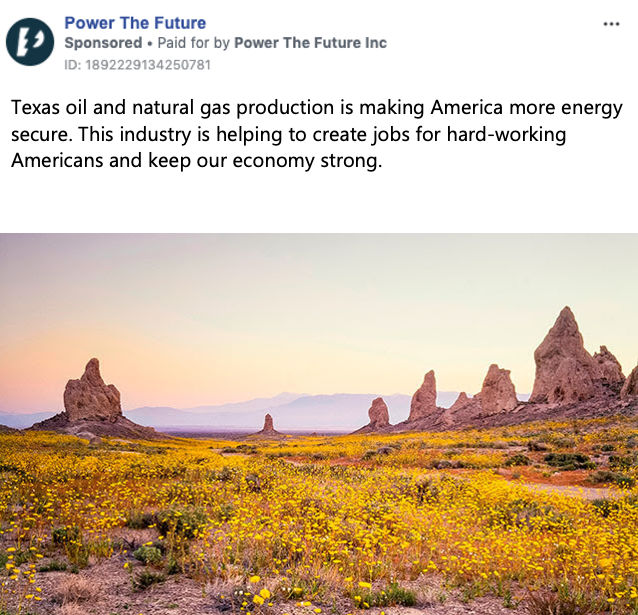 Power The Future
Sponsored • Paid for by Power The Future Inc
ID: 1892229134250781
Texas oil and natural gas production is making America more energy
secure. This industry is helping to create jobs for hard-working
Americans and keep our economy strong.